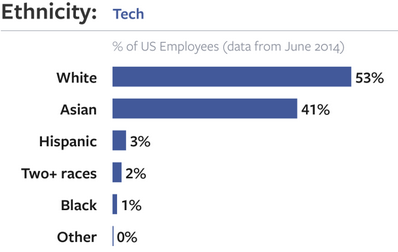 Ethnicity: Tech
% of US Employees (data from June 2014)
White 53%
Asian 41%
Hispanic 3%
Two+ races 2%
Black 1%
Other 0%